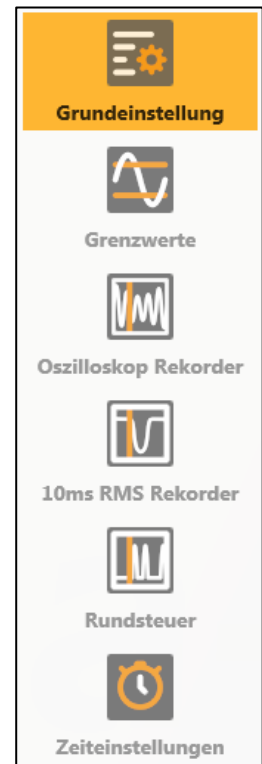 Grundeinstellung
Grenzwerte
Oszilloskop Rekorder
10ms RMS Rekorder
Rundsteuer
Zeiteinstellungen